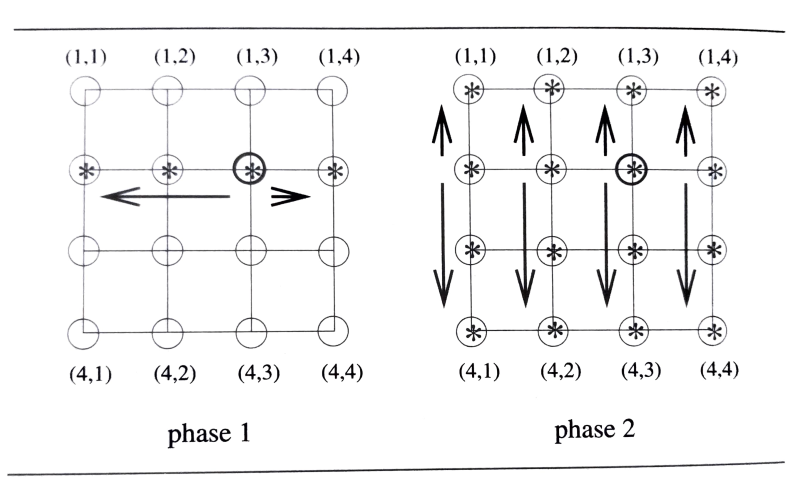 (1,1) (1,2) (1,3) (1,4) (1,1) (1,2) (1,3) (1,4)
* * * *
* * * *
* * * * * * * *
* * * *
(4,1) (4,2) (4,3) (4,4) (4,1) (4,2) (4,3) (4,4)
phase 1 phase 2